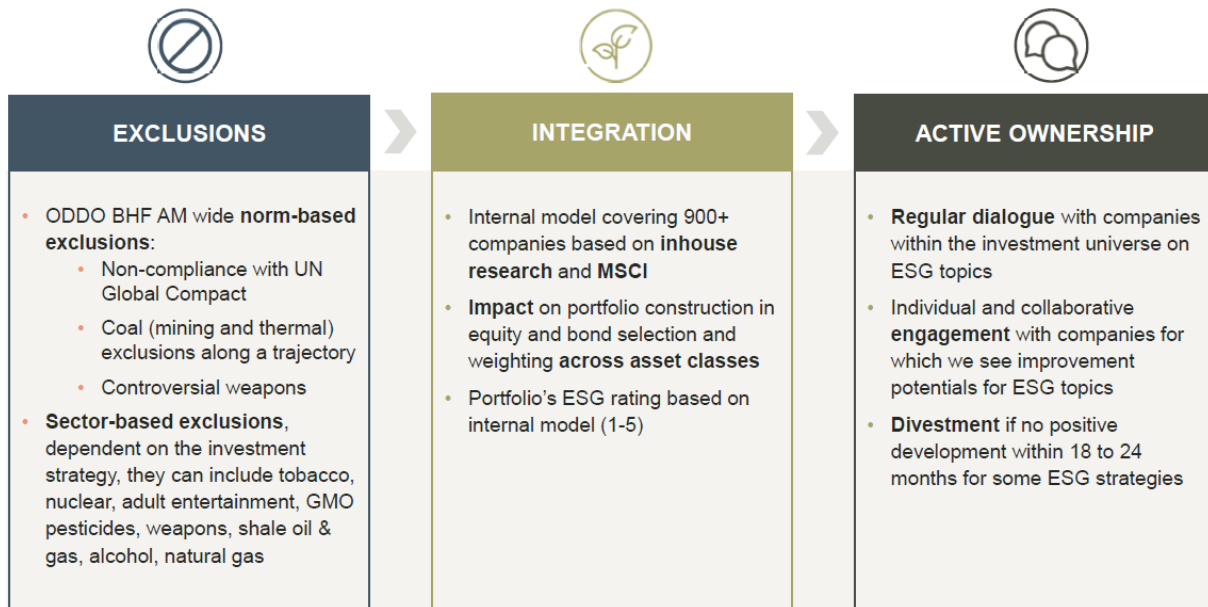 EXCLUSIONS
• ODDO BHF AM wide norm-based
exclusions:
• Non-compliance with UN
Global Compact
• Coal (mining and thermal)
exclusions along a trajectory
• Controversial weapons
• Sector-based exclusions,
dependent on the investment
strategy, they can include tobacco,
nuclear, adult entertainment, GMO
pesticides, weapons, shale oil &
gas, alcohol, natural gas
INTEGRATION
• Internal model covering 900+
companies based on inhouse
research and MSCI
• Impact on portfolio construction in
equity and bond selection and
weighting across asset classes
• Portfolio's ESG rating based on
internal model (1-5)
ACTIVE OWNERSHIP
• Regular dialogue with companies
within the investment universe on
ESG topics
• Individual and collaborative
engagement with companies for
which we see improvement
potentials for ESG topics
• Divestment if no positive
development within 18 to 24
months for some ESG strategies